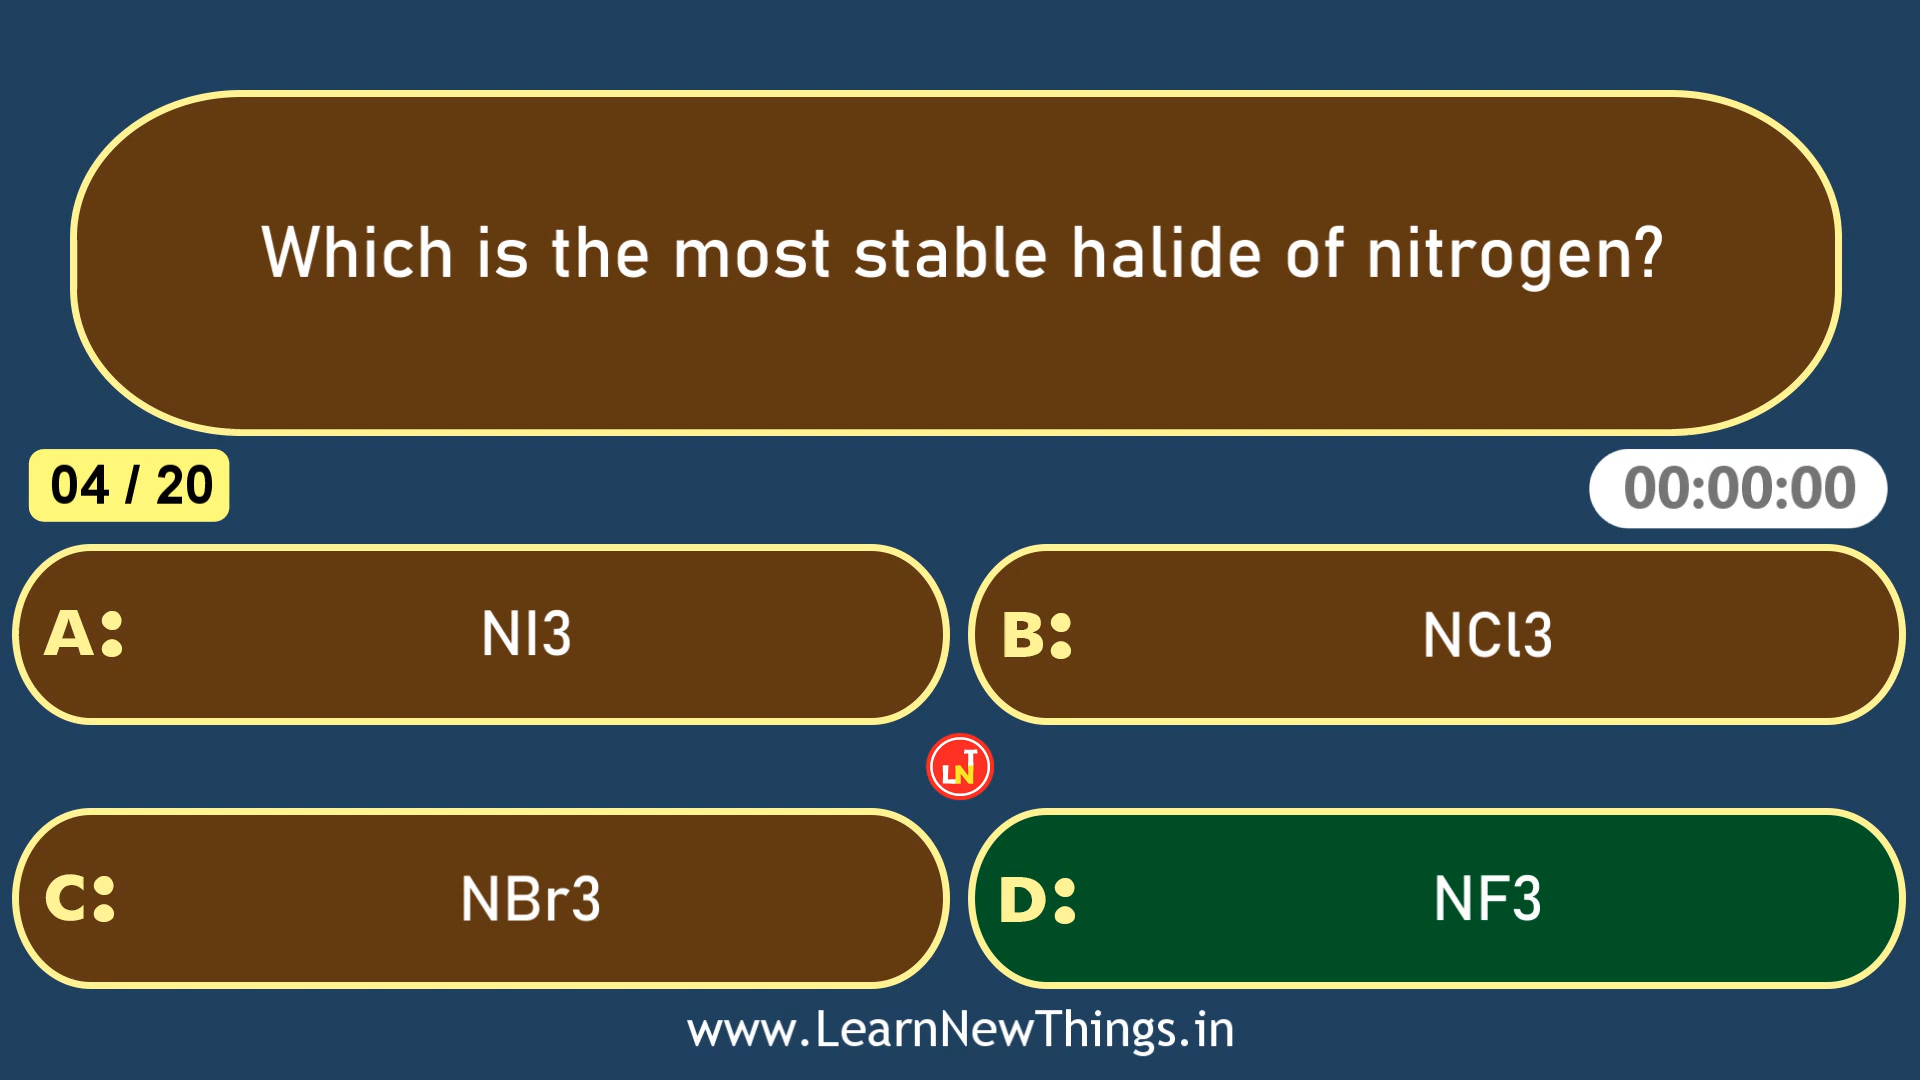 Which is the most stable halide of nitrogen?
04 / 20
00:00:00
A: NI3
B: NCl3
LNT
C: NBr3
D: NF3
www.LearnNewThings.in